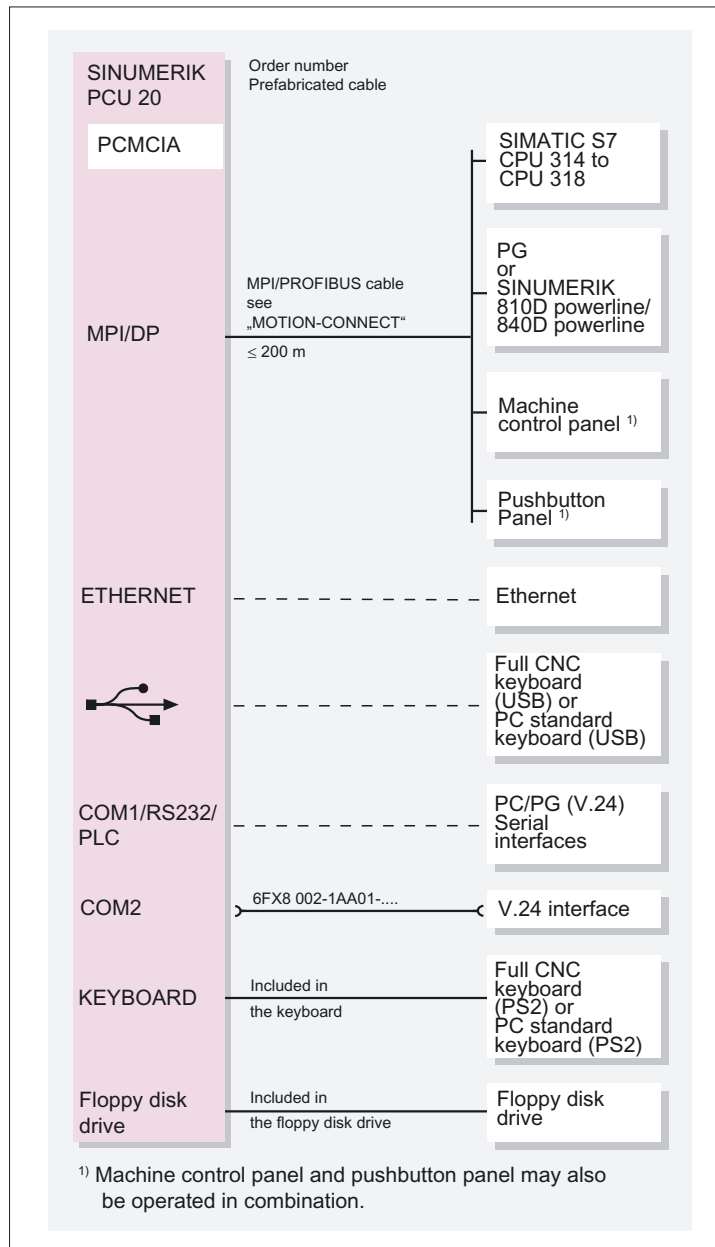 SINUMERIK
PCU 20
Order number
Prefabricated cable
PCMCIA
SIMATIC S7
CPU 314 to
CPU 318
MPI/DP
MPI/PROFIBUS cable
see
„MOTION-CONNECT“
≤ 200 m
PG
or
SINUMERIK
810D powerline/
840D powerline
Machine
control panel 1)
Pushbutton
Panel 1)
ETHERNET
Ethernet
Full CNC
keyboard
(USB) or
PC standard
keyboard (USB)
COM1/RS232/
PLC
PC/PG (V.24)
Serial
interfaces
COM2
6FX8 002-1AA01-....
V.24 interface
KEYBOARD
Included in
the keyboard
Full CNC
keyboard
(PS2) or
PC standard
keyboard (PS2)
Floppy disk
drive
Included in
the floppy disk drive
Floppy disk
drive
1) Machine control panel and pushbutton panel may also
be operated in combination.